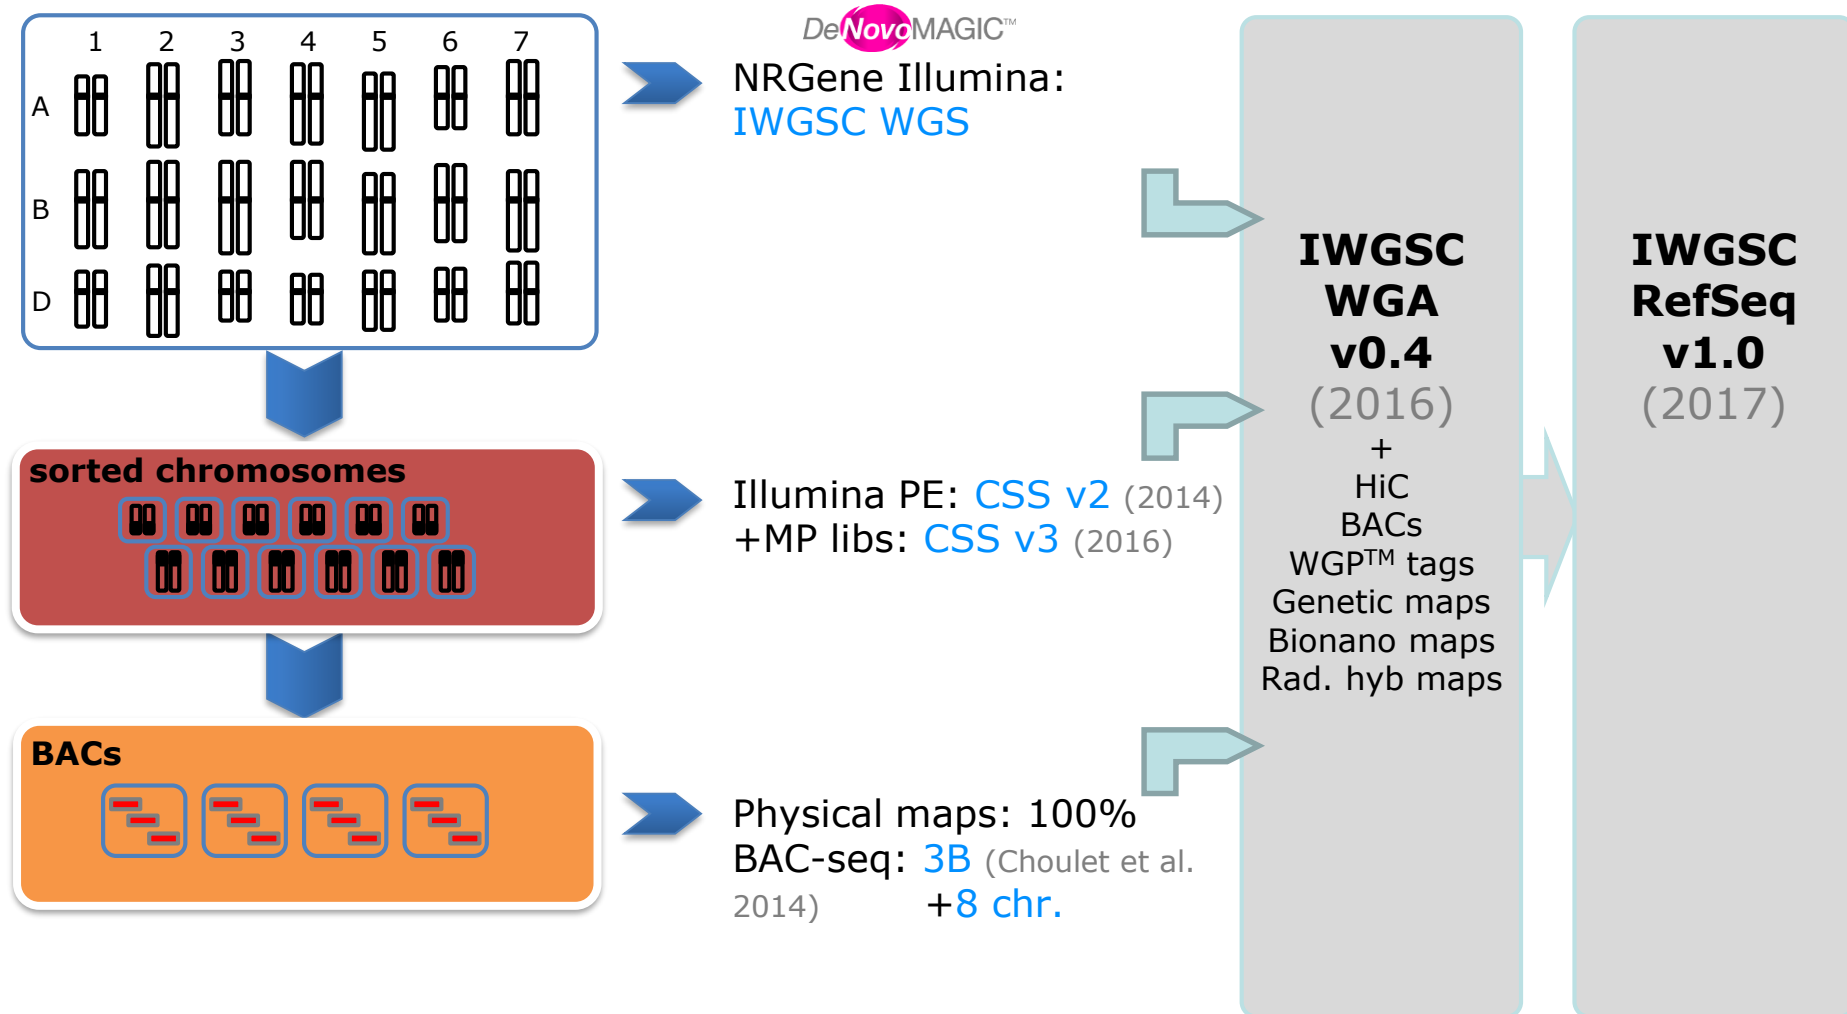 1 2 3 4 5 6 7
A
B
D
DeNovoMAGIC™
NRGene Illumina:
IWGSC WGS
sorted chromosomes
Illumina PE: CSS v2 (2014)
+MP libs: CSS v3 (2016)
BACs
Physical maps: 100%
BAC-seq: 3B (Choulet et al.
2014) +8 chr.
IWGSC
WGA
v0.4
(2016)
+
HiC
BACs
WGP™ tags
Genetic maps
Bionano maps
Rad. hyb maps
IWGSC
RefSeq
v1.0
(2017)